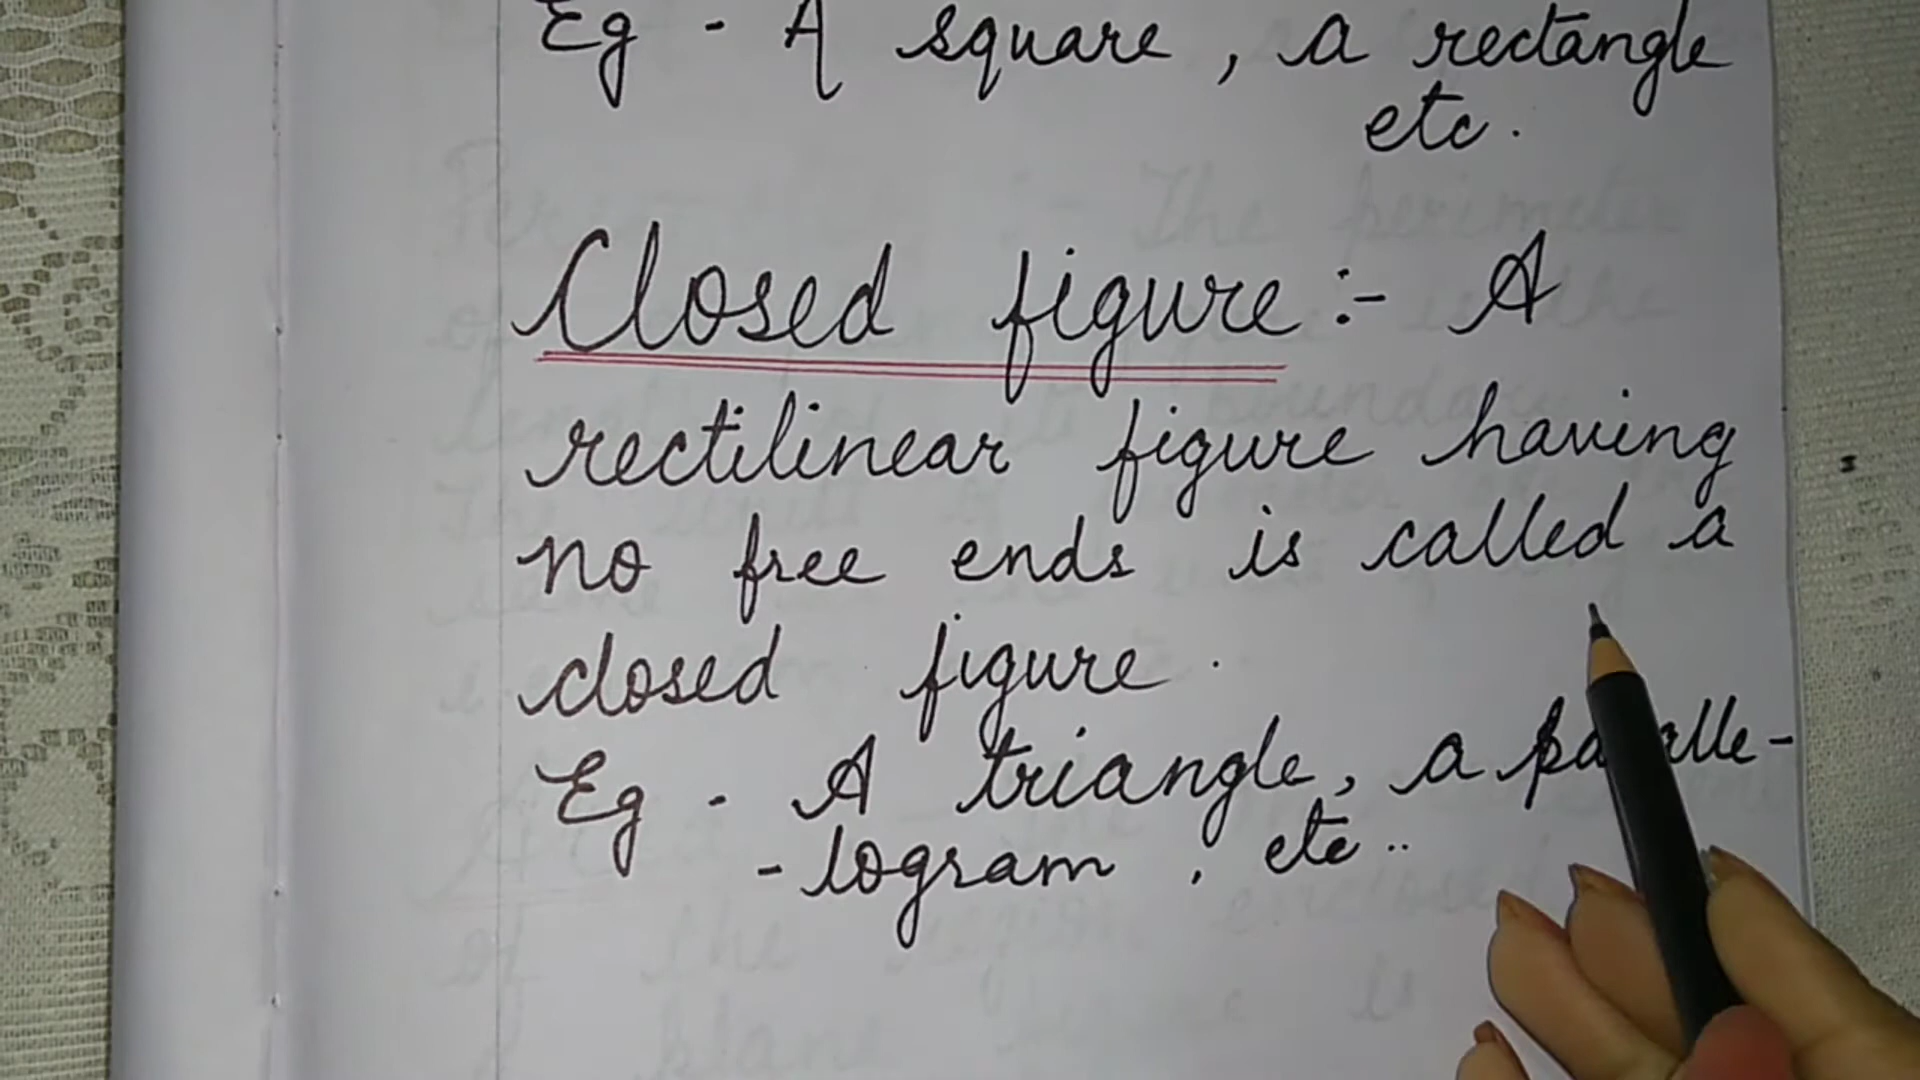 Eg - A square, a rectangle
etc.
Closed figure :- A
rectilinear figure having
no free ends is called a
closed figure.
Eg - A triangle, a paralle-
-logram, etc..